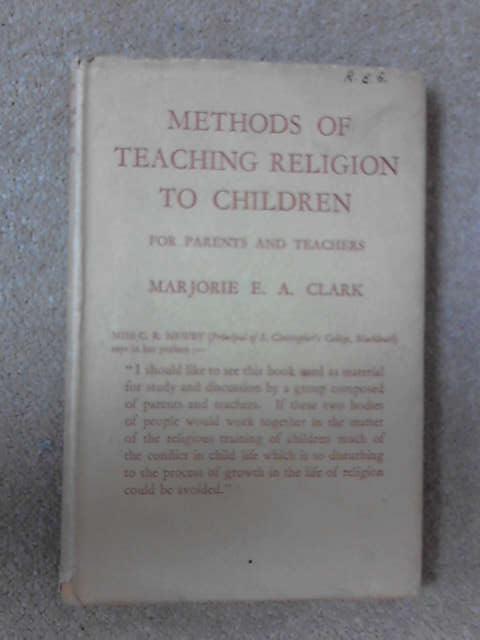 R. E. 6.
METHODS OF
TEACHING RELIGION
TO CHILDREN
FOR PARENTS AND TEACHERS
MARJORIE E. A. CLARK
MISS C. R. NEWBY (Principal of S. Christopher's College, Blackheath)
says in her preface :—
"I should like to see this book used as material
for study and discussion by a group composed
of parents and teachers. If these two bodies
of people would work together in the matter
of the religious training of children much of
the conflict in child life which is so disturbing
to the process of growth in the life of religion
could be avoided."